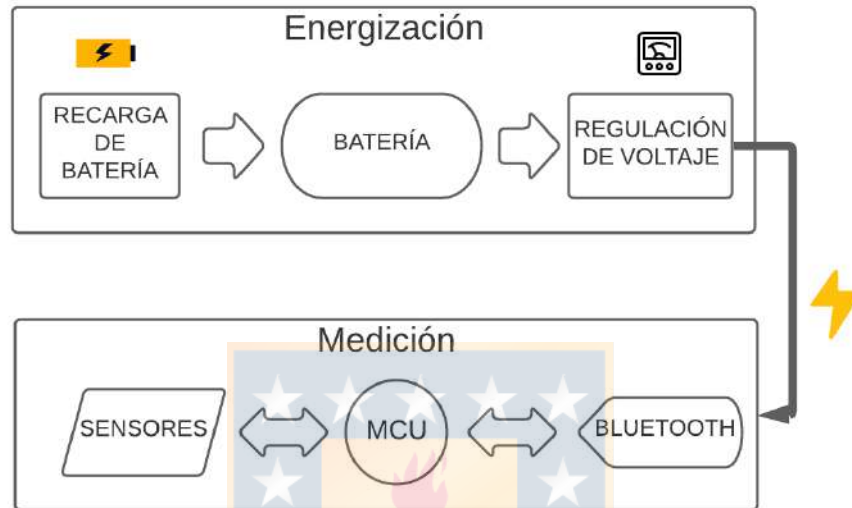 Energización
RECARGA
DE
BATERÍA
BATERÍA
REGULACIÓN
DE VOLTAJE
Medición
SENSORES
MCU
BLUETOOTH